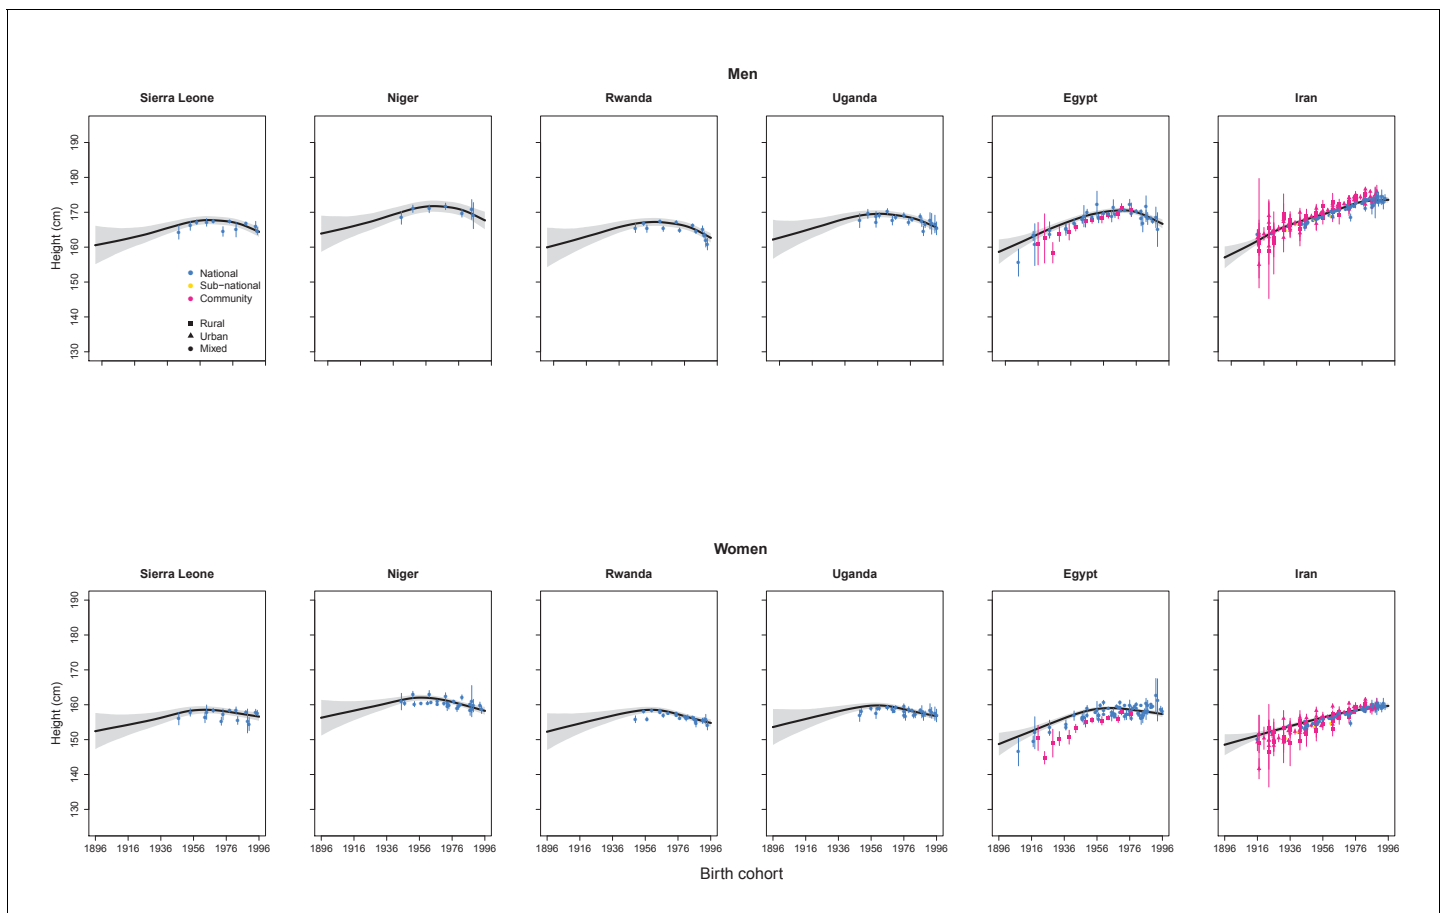 Men
Sierra Leone Niger Rwanda Uganda Egypt Iran
Height (cm)
190
180
170
160
150
140
130
National
Sub−national
Community
Rural
Urban
Mixed
Women
Sierra Leone Niger Rwanda Uganda Egypt Iran
Height (cm)
190
180
170
160
150
140
130
1896 1916 1936 1956 1976 1996 1896 1916 1936 1956 1976 1996 1896 1916 1936 1956 1976 1996 1896 1916 1936 1956 1976 1996 1896 1916 1936 1956 1976 1996 1896 1916 1936 1956 1976 1996
Birth cohort